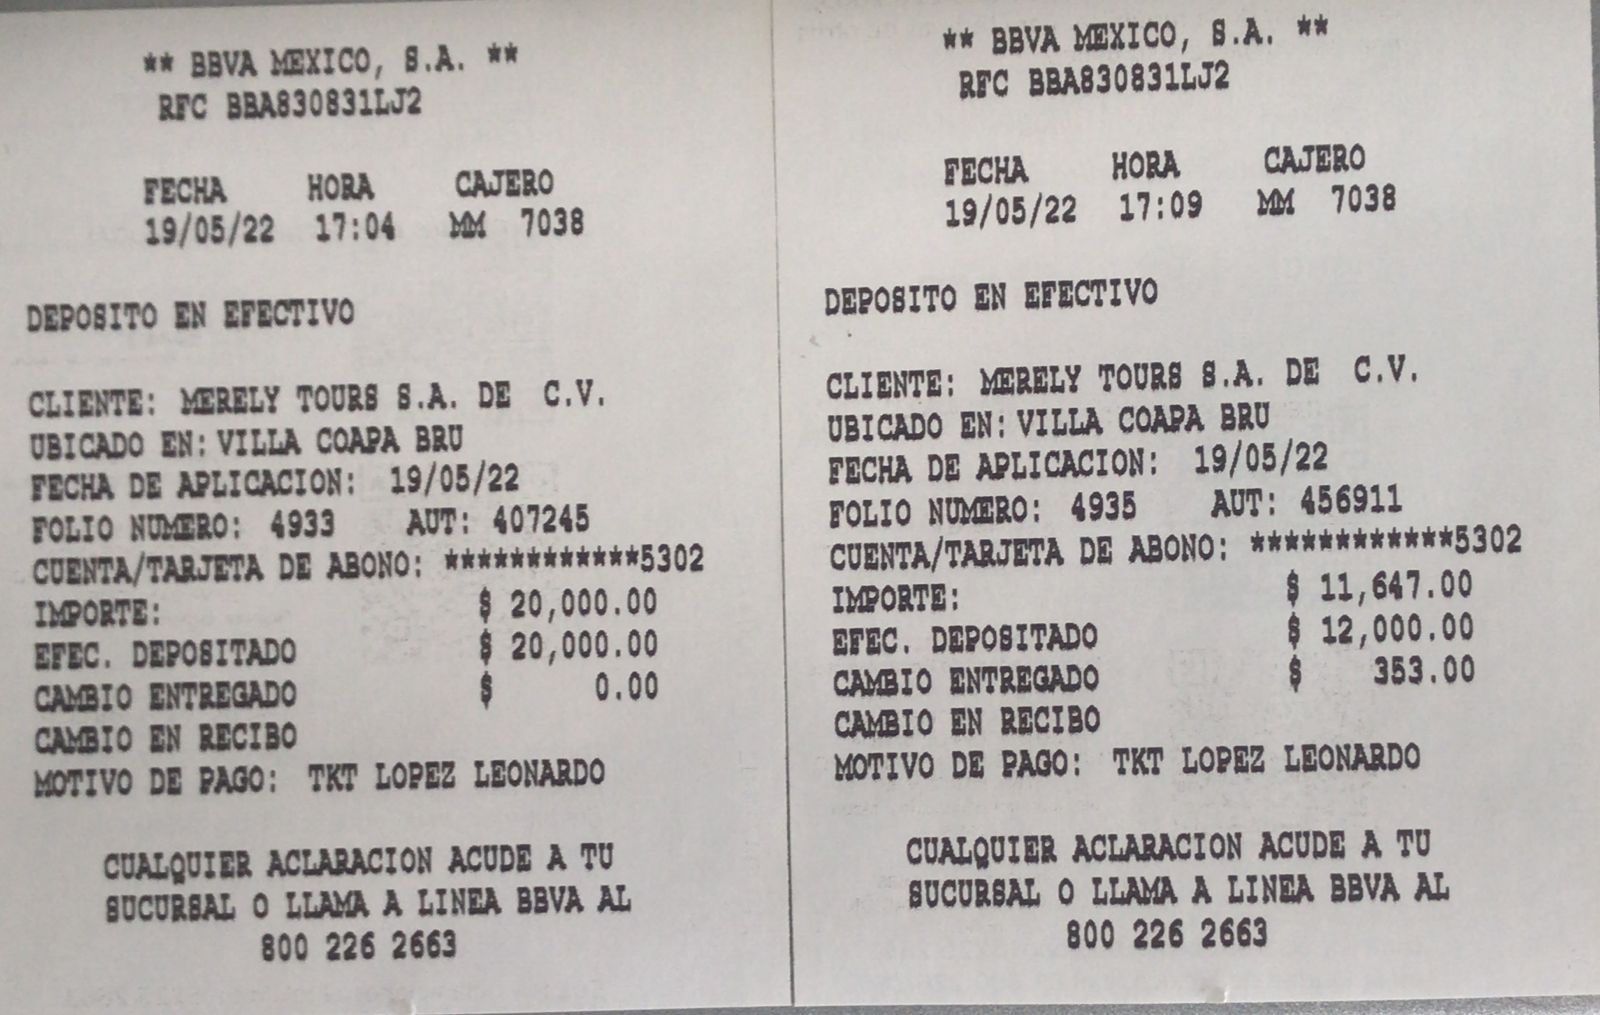 ** BBVA MEXICO, S.A. **
RFC BBA830831LJ2
FECHA HORA CAJERO
19/05/22 17:04 MM 7038
DEPOSITO EN EFECTIVO
CLIENTE: MERELY TOURS S.A. DE C.V.
UBICADO EN: VILLA COAPA BRU
FECHA DE APLICACION: 19/05/22
FOLIO NUMERO: 4933 AUT: 407245
CUENTA/TARJETA DE ABONO: ************5302
IMPORTE: $ 20,000.00
EFEC. DEPOSITADO $ 20,000.00
CAMBIO ENTREGADO $ 0.00
CAMBIO EN RECIBO
MOTIVO DE PAGO: TKT LOPEZ LEONARDO
CUALQUIER ACLARACION ACUDE A TU
SUCURSAL O LLAMA A LINEA BBVA AL
800 226 2663
** BBVA MEXICO, S.A. **
RFC BBA830831LJ2
FECHA HORA CAJERO
19/05/22 17:09 MM 7038
DEPOSITO EN EFECTIVO
CLIENTE: MERELY TOURS S.A. DE C.V.
UBICADO EN: VILLA COAPA BRU
FECHA DE APLICACION: 19/05/22
FOLIO NUMERO: 4935 AUT: 456911
CUENTA/TARJETA DE ABONO: ************5302
IMPORTE: $ 11,647.00
EFEC. DEPOSITADO $ 12,000.00
CAMBIO ENTREGADO $ 353.00
CAMBIO EN RECIBO
MOTIVO DE PAGO: TKT LOPEZ LEONARDO
CUALQUIER ACLARACION ACUDE A TU
SUCURSAL O LLAMA A LINEA BBVA AL
800 226 2663